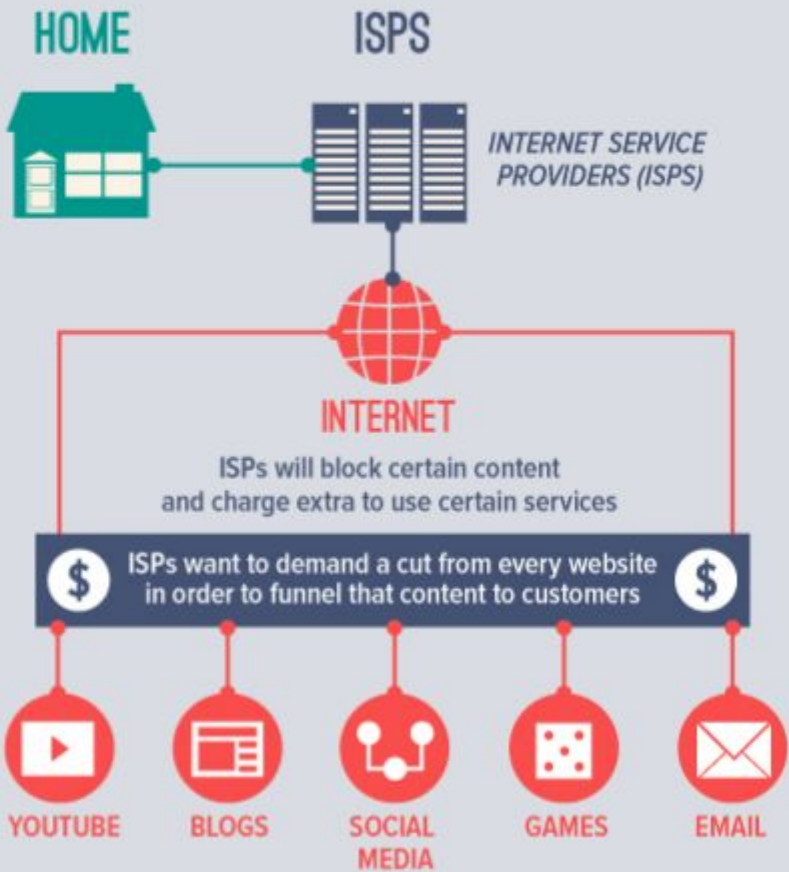 HOME
ISPS
INTERNET SERVICE
PROVIDERS (ISPS)
INTERNET
ISPs will block certain content
and charge extra to use certain services
$
ISPs want to demand a cut from every website
in order to funnel that content to customers
$
YOUTUBE
BLOGS
SOCIAL
MEDIA
GAMES
EMAIL